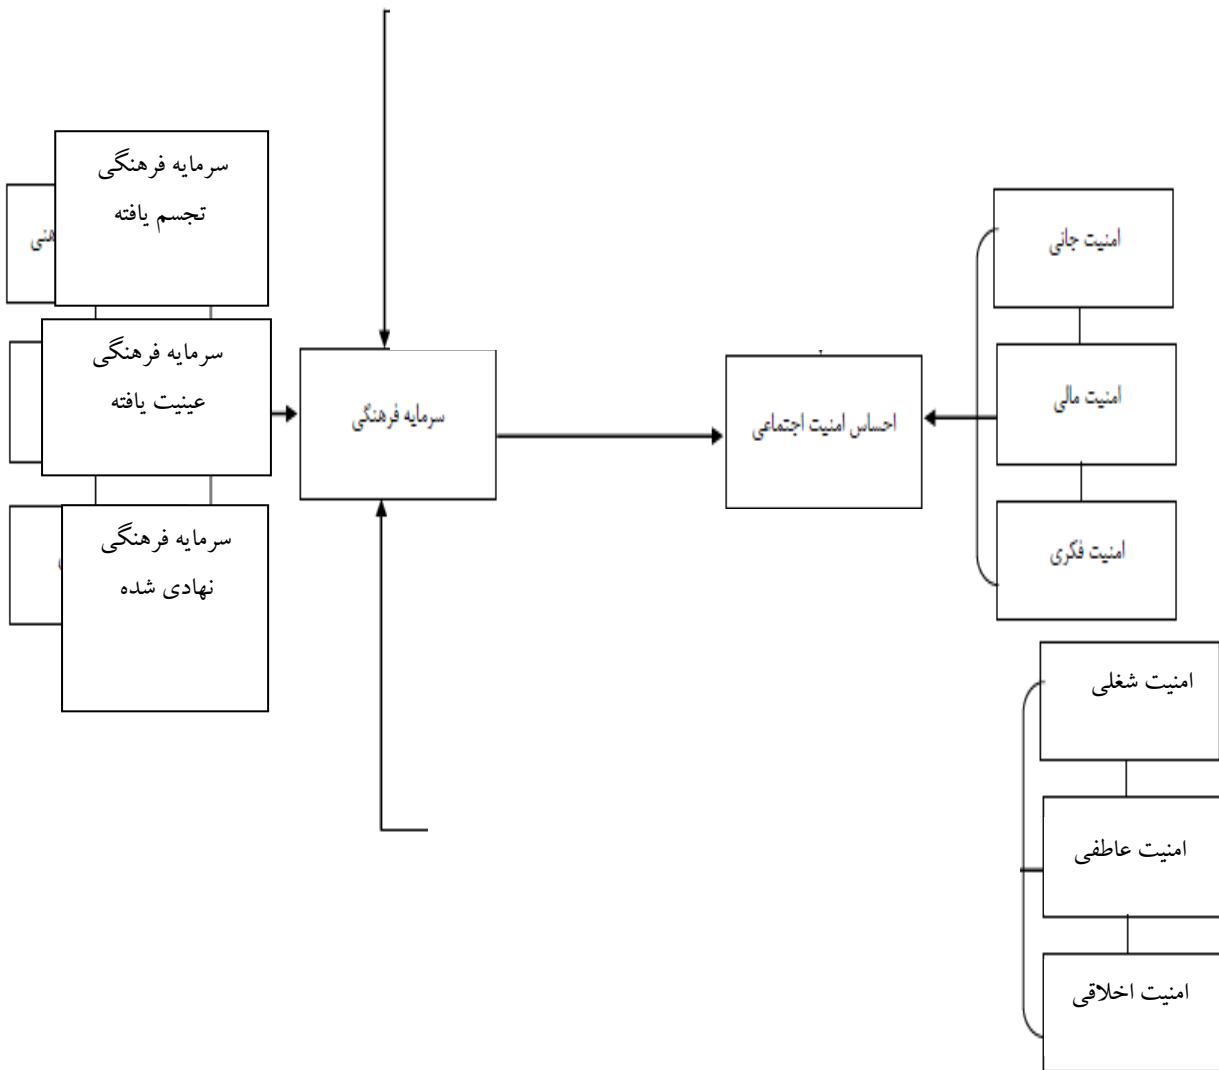 سرمایه فرهنگی
تجسم یافته
سرمایه فرهنگی
عینیت یافته
سرمایه فرهنگی
نهادی شده
سرمایه فرهنگی
احساس امنیت اجتماعی
امنیت جانی
امنیت مالی
امنیت فکری
امنیت شغلی
امنیت عاطفی
امنیت اخلاقی